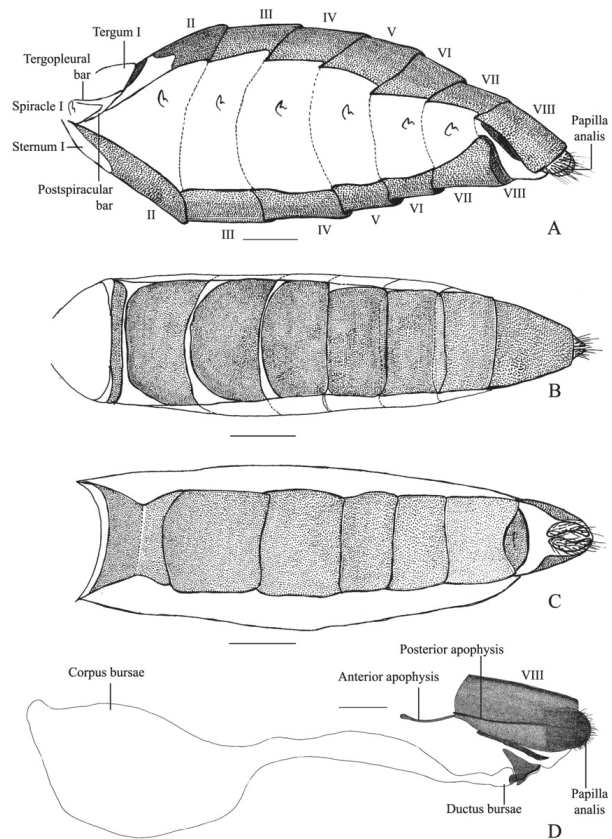 II
III
IV
V
VI
VII
VIII
Tergum I
Tergopleural
bar
Spiracle I
Sternum I
Postspiracular
bar
Papilla
analis
II
III
IV
V
VI
VII
VIII
A
B
C
Corpus bursae
Posterior apophysis
Anterior apophysis
VIII
Papilla
analis
Ductus bursae
D